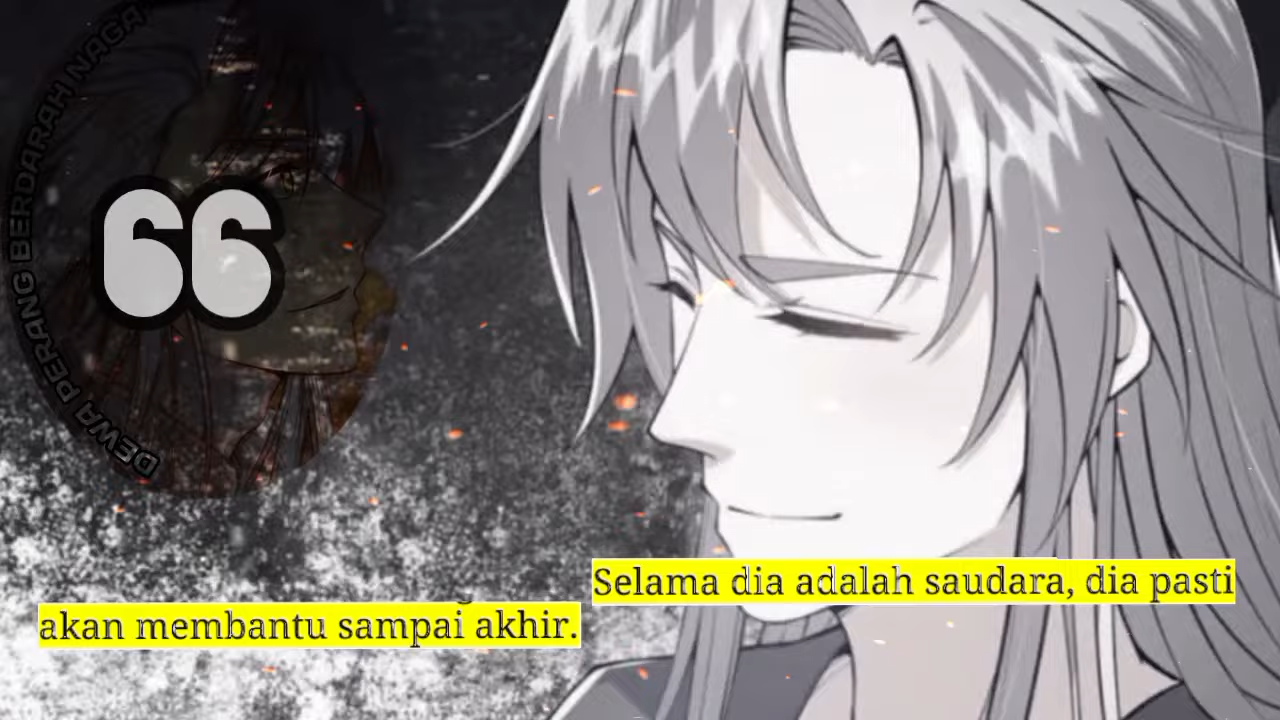 DEWA PERANG BERDARAH NAGA
66
Selama dia adalah saudara, dia pasti
akan membantu sampai akhir.